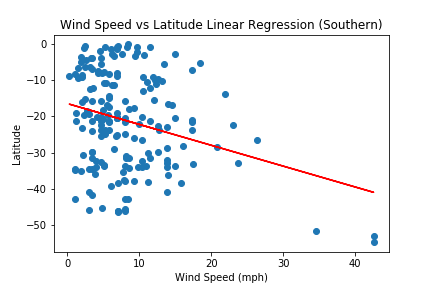 Wind Speed vs Latitude Linear Regression (Southern)
0
−10
−20
−30
−40
−50
Latitude
0 10 20 30 40
Wind Speed (mph)